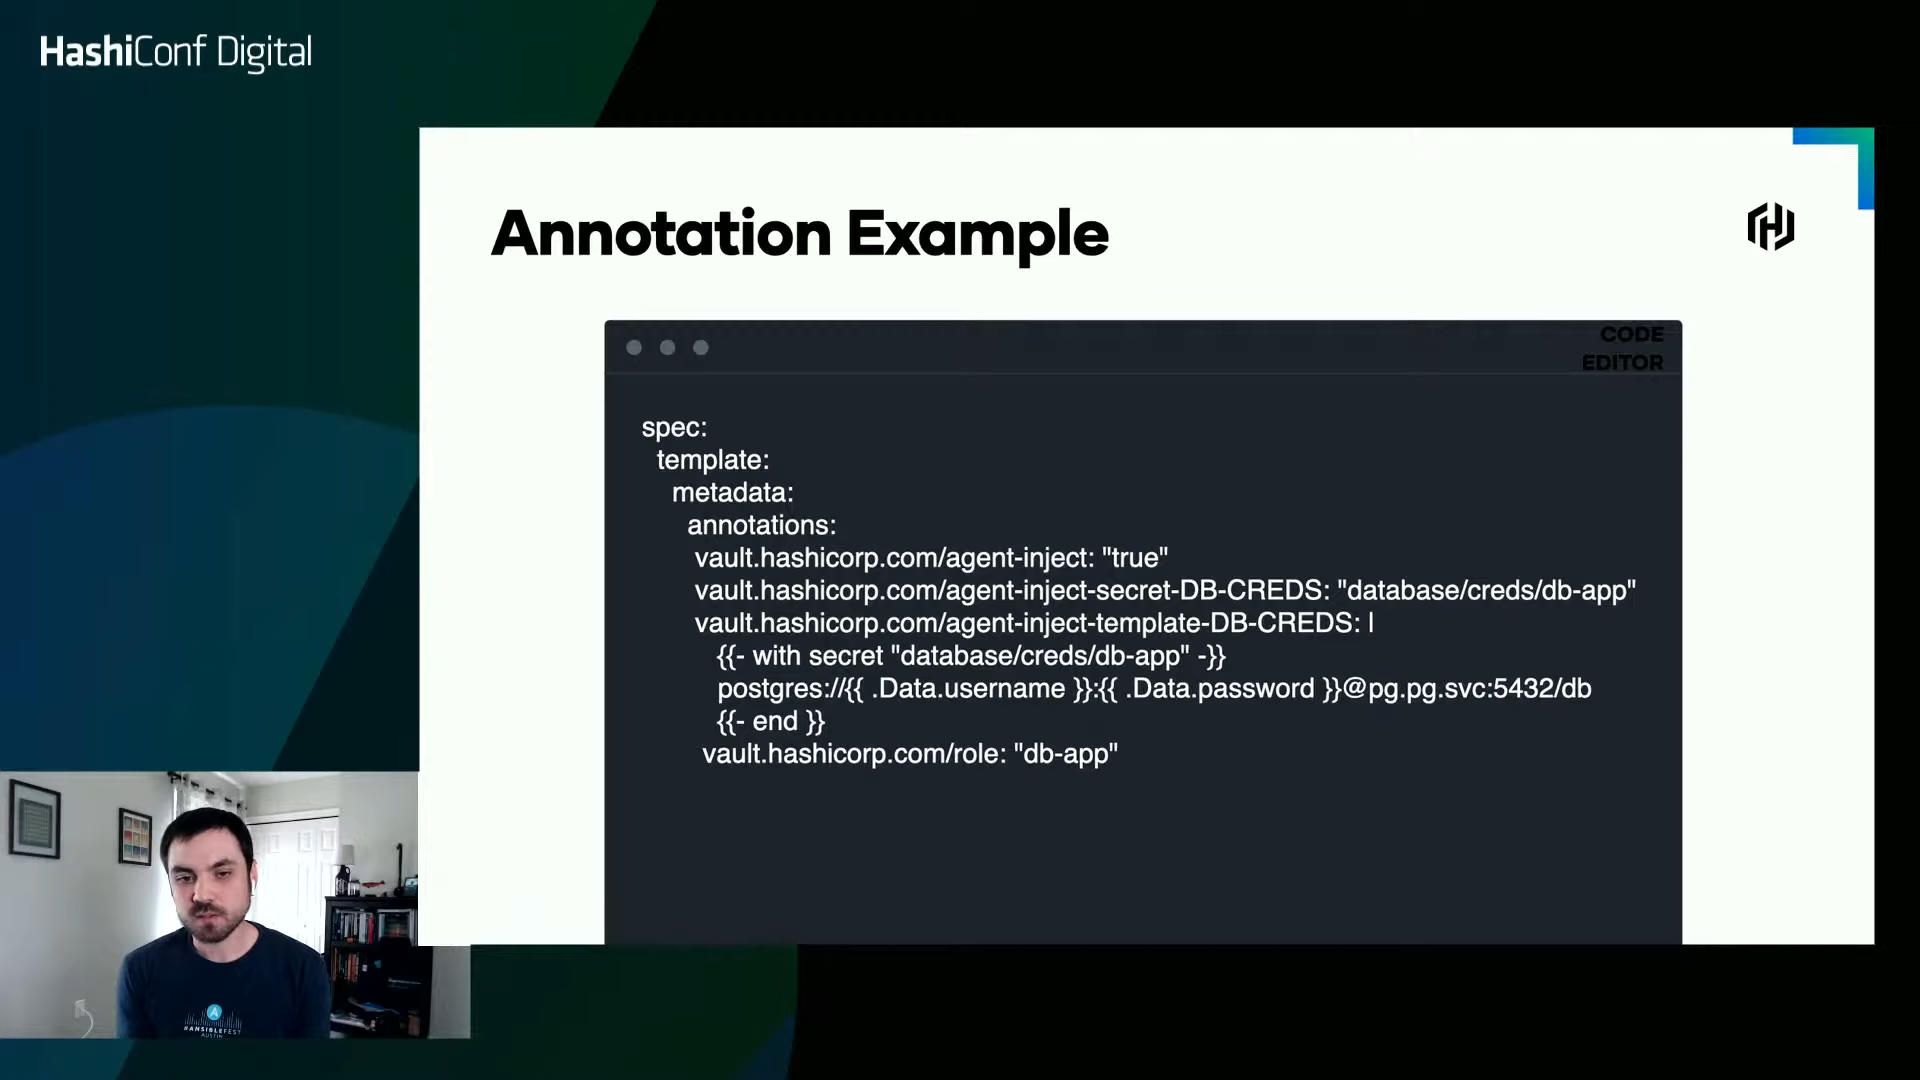 HashiConf Digital
Annotation Example
CODE
EDITOR
spec:
template:
metadata:
annotations:
vault.hashicorp.com/agent-inject: "true"
vault.hashicorp.com/agent-inject-secret-DB-CREDS: "database/creds/db-app"
vault.hashicorp.com/agent-inject-template-DB-CREDS: |
{{- with secret "database/creds/db-app" -}}
postgres://{{ .Data.username }}:{{ .Data.password }}@pg.pg.svc:5432/db
{{- end }}
vault.hashicorp.com/role: "db-app"
A
#ANSIBLEFEST
AUSTIN